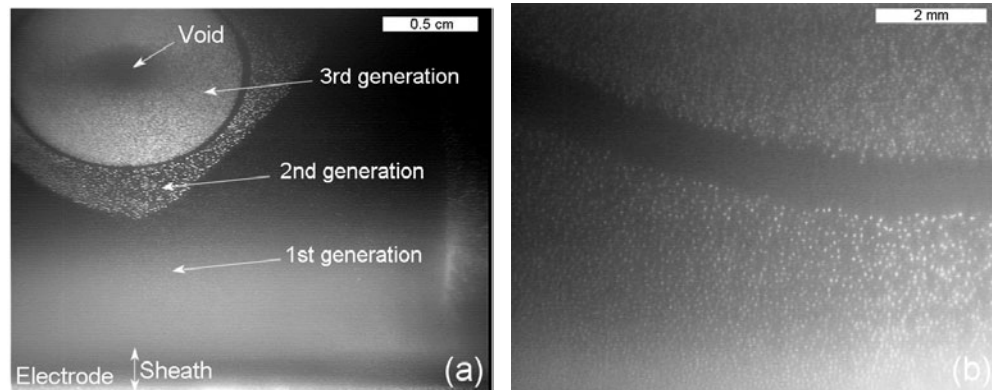 Void
0.5 cm
3rd generation
2nd generation
1st generation
Electrode
Sheath
(a)
2 mm
(b)